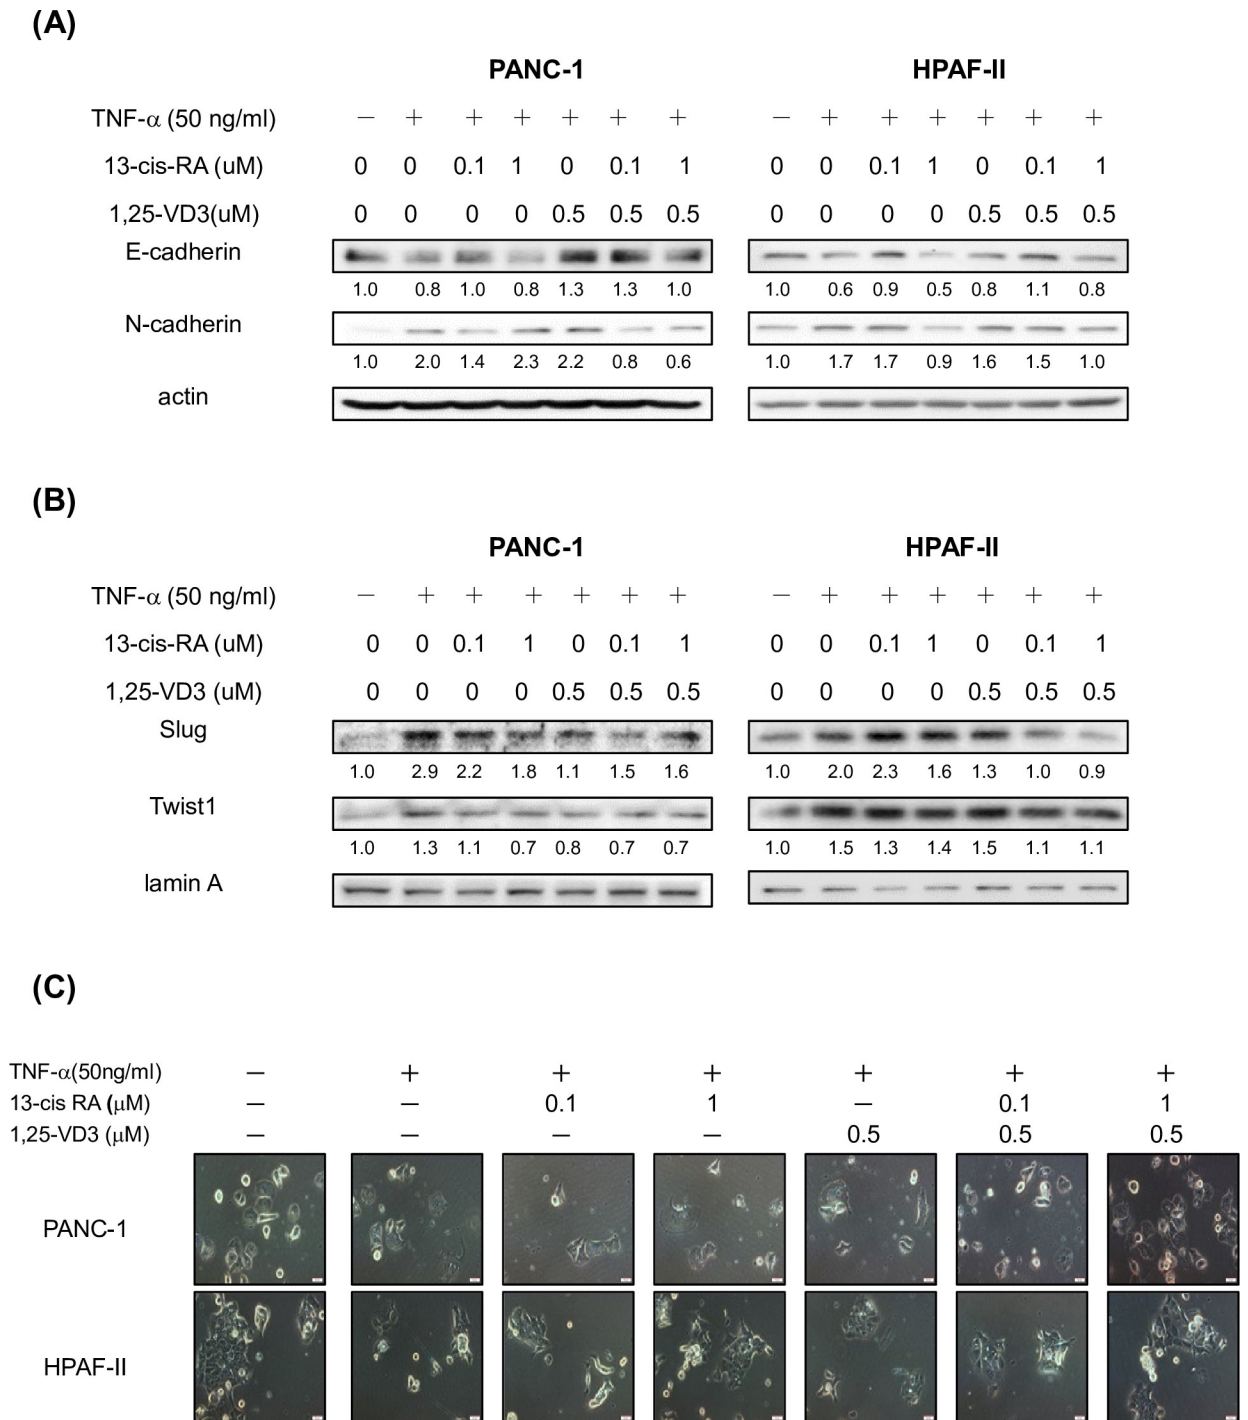 (A)
PANC-1 HPAF-II
TNF-α (50 ng/ml) − + + + + + + − + + + + + +
13-cis-RA (uM) 0 0 0.1 1 0 0.1 1 0 0 0.1 1 0 0.1 1
1,25-VD3(uM) 0 0 0 0 0.5 0.5 0.5 0 0 0 0 0.5 0.5 0.5
E-cadherin
1.0 0.8 1.0 0.8 1.3 1.3 1.0 1.0 0.6 0.9 0.5 0.8 1.1 0.8
N-cadherin
1.0 2.0 1.4 2.3 2.2 0.8 0.6 1.0 1.7 1.7 0.9 1.6 1.5 1.0
actin
(B)
PANC-1 HPAF-II
TNF-α (50 ng/ml) − + + + + + + − + + + + + +
13-cis-RA (uM) 0 0 0.1 1 0 0.1 1 0 0 0.1 1 0 0.1 1
1,25-VD3 (uM) 0 0 0 0 0.5 0.5 0.5 0 0 0 0 0.5 0.5 0.5
Slug
1.0 2.9 2.2 1.8 1.1 1.5 1.6 1.0 2.0 2.3 1.6 1.3 1.0 0.9
Twist1
1.0 1.3 1.1 0.7 0.8 0.7 0.7 1.0 1.5 1.3 1.4 1.5 1.1 1.1
lamin A
(C)
TNF-α(50ng/ml) − + + + + + +
13-cis RA (μM) − − 0.1 1 − 0.1 1
1,25-VD3 (μM) − − − − 0.5 0.5 0.5
PANC-1
HPAF-II